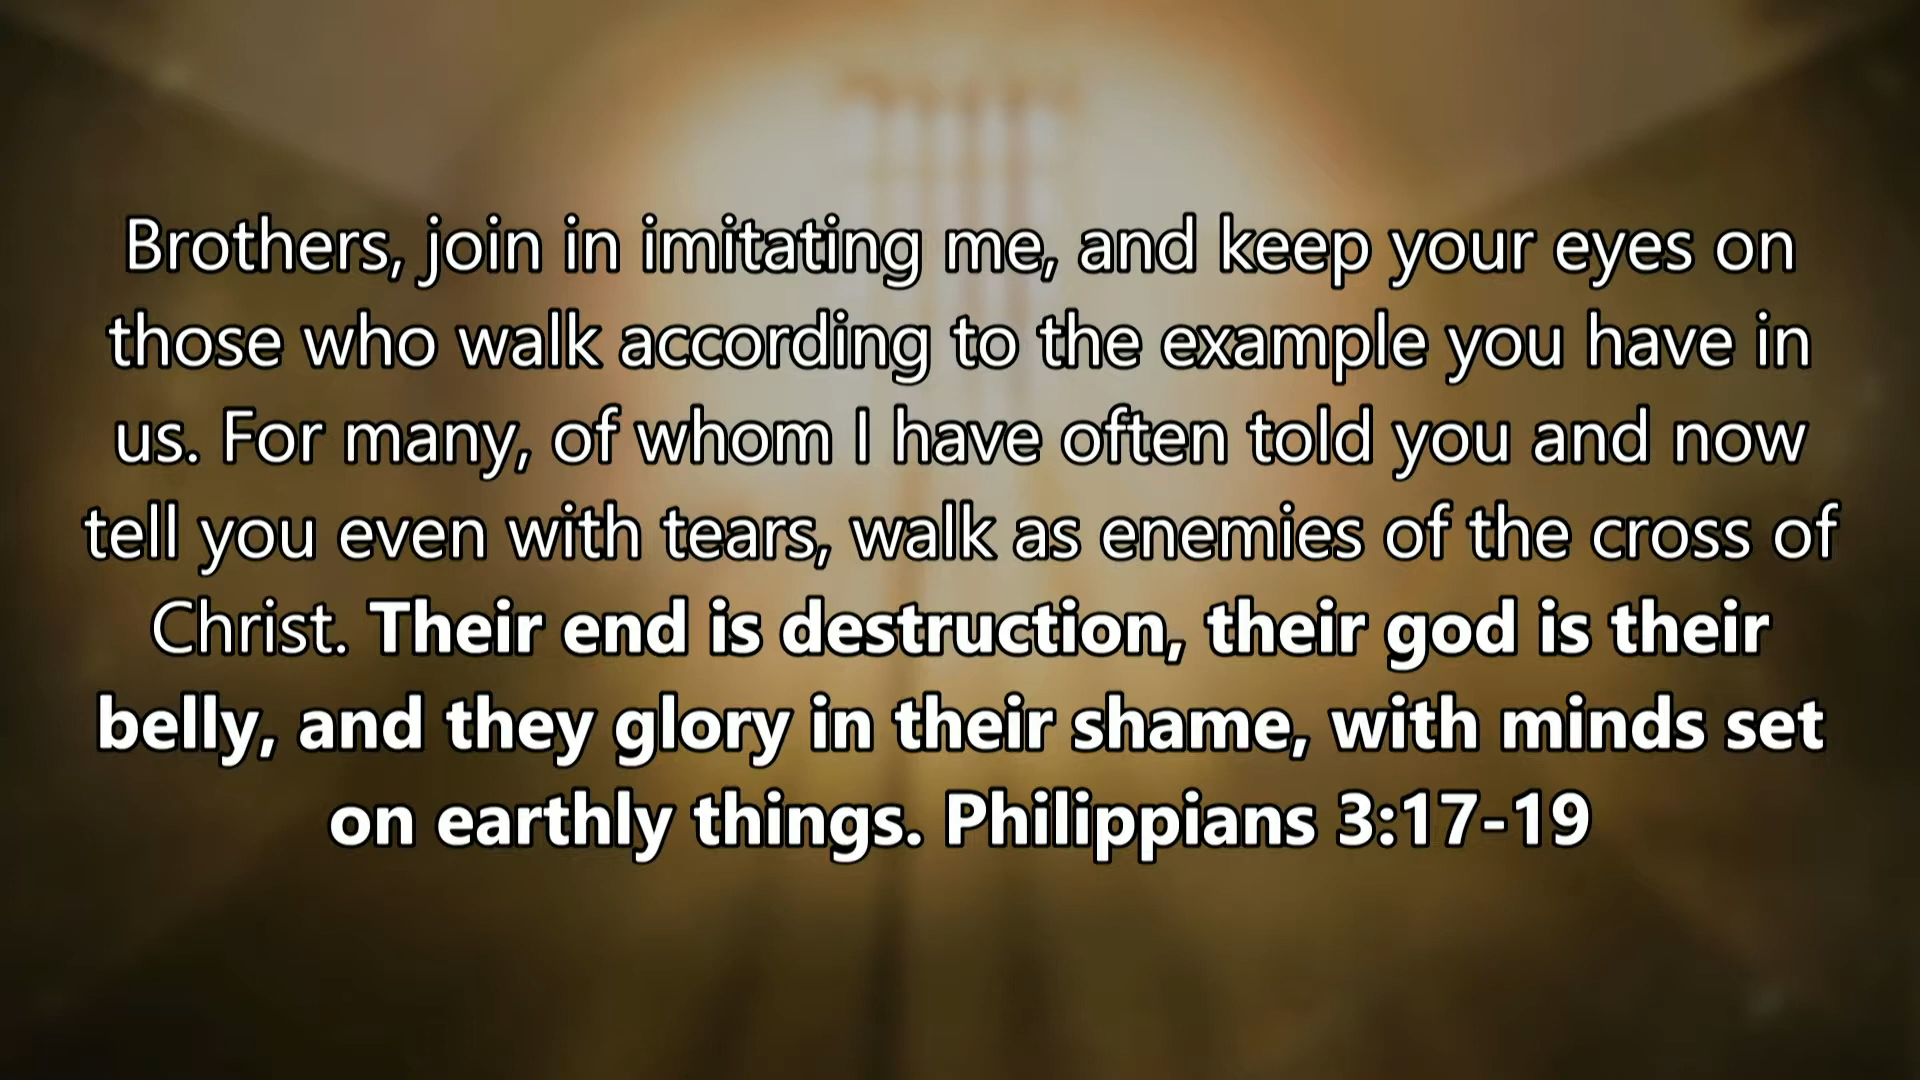 Brothers, join in imitating me, and keep your eyes on
those who walk according to the example you have in
us. For many, of whom I have often told you and now
tell you even with tears, walk as enemies of the cross of
Christ. Their end is destruction, their god is their
belly, and they glory in their shame, with minds set
on earthly things. Philippians 3:17-19